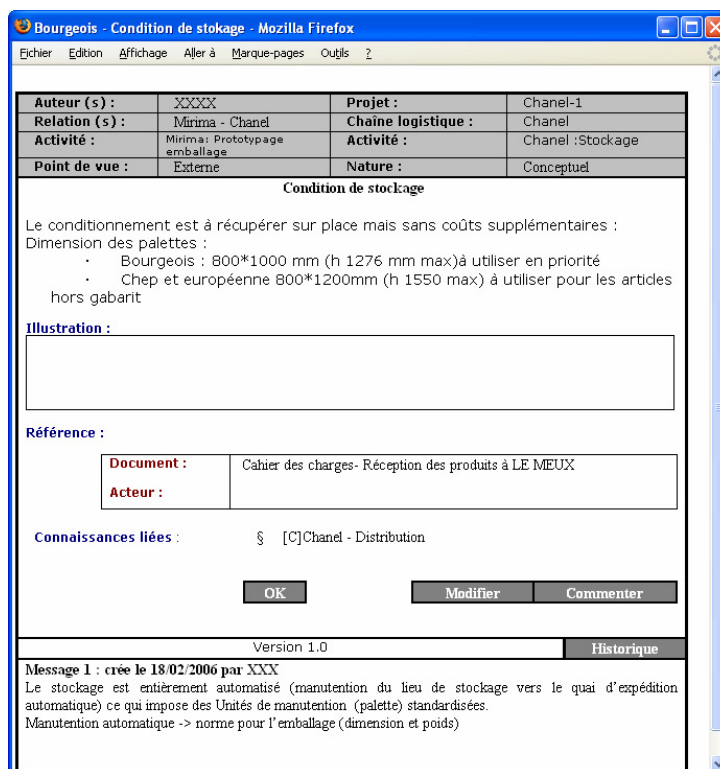 Bourgeois - Condition de stokage - Mozilla Firefox
Fichier Edition Affichage Aller à Marque-pages Outils ?
Auteur (s) : XXXX Projet : Chanel-1
Relation (s) : Mirima - Chanel Chaîne logistique : Chanel
Activité : Mirima: Prototypage emballage Activité : Chanel :Stockage
Point de vue : Externe Nature : Conceptuel
Condition de stockage
Le conditionnement est à récupérer sur place mais sans coûts supplémentaires :
Dimension des palettes :
· Bourgeois : 800*1000 mm (h 1276 mm max)à utiliser en priorité
· Chep et européenne 800*1200mm (h 1550 max) à utiliser pour les articles
hors gabarit
Illustration :
Référence :
Document : Cahier des charges- Réception des produits à LE MEUX
Acteur :
Connaissances liées : § [C]Chanel - Distribution
OK Modifier Commenter
Version 1.0 Historique
Message 1 : crée le 18/02/2006 par XXX
Le stockage est entièrement automatisé (manutention du lieu de stockage vers le quai d'expédition
automatique) ce qui impose des Unités de manutention (palette) standardisées.
Manutention automatique -> norme pour l'emballage (dimension et poids)